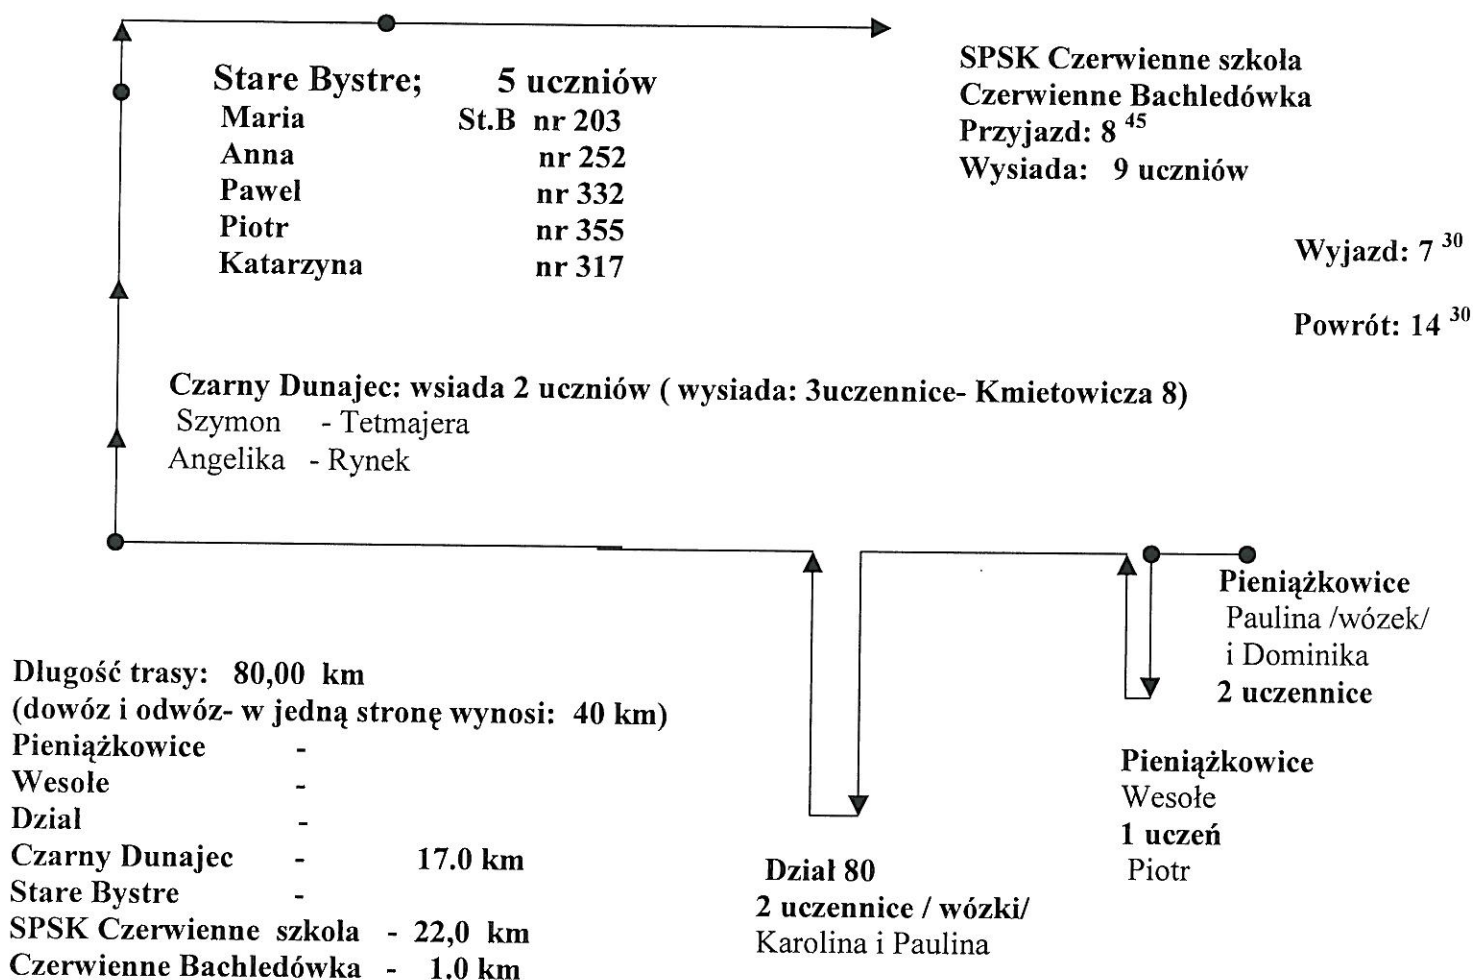 Stare Bystre; 5 uczniów
Maria St.B nr 203
Anna nr 252
Paweł nr 332
Piotr nr 355
Katarzyna nr 317
SPSK Czerwienne szkoła
Czerwienne Bachledówka
Przyjazd: 8 45
Wysiada: 9 uczniów
Wyjazd: 7 30
Powrót: 14 30
Czarny Dunajec: wsiada 2 uczniów ( wysiada: 3uczennice- Kmietowicza 8)
Szymon - Tetmajera
Angelika - Rynek
Pieniążkowice
Paulina /wózek/
i Dominika
2 uczennice
Pieniążkowice
Wesołe
1 uczeń
Piotr
Dział 80
2 uczennice / wózki/
Karolina i Paulina
Długość trasy: 80,00 km
(dowóz i odwóz- w jedną stronę wynosi: 40 km)
Pieniążkowice -
Wesołe -
Dział -
Czarny Dunajec - 17.0 km
Stare Bystre -
SPSK Czerwienne szkoła - 22,0 km
Czerwienne Bachledówka - 1.0 km